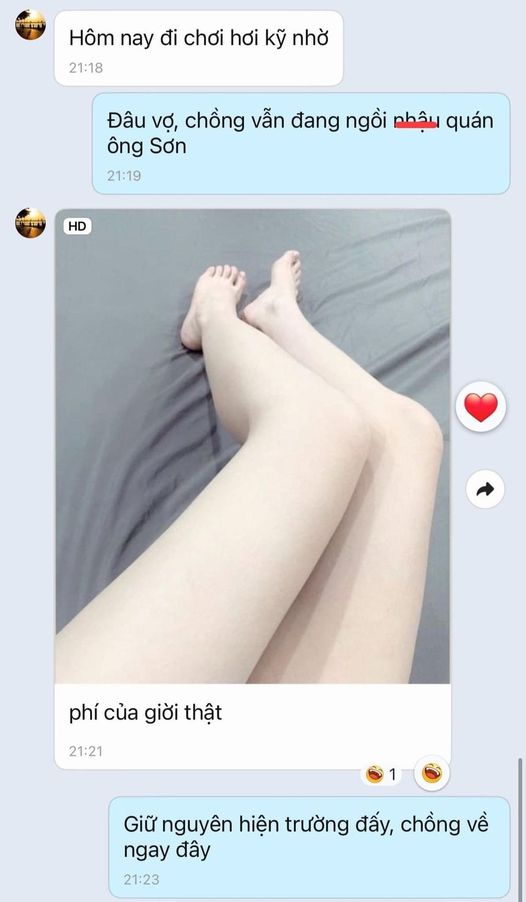 Hôm nay đi chơi hơi kỹ nhờ
21:18
Đâu vợ, chồng vẫn đang ngồi nhậu quán
ông Sơn
21:19
HD
phí của giời thật
21:21
1
Giữ nguyên hiện trường đấy, chồng về
ngay đây
21:23